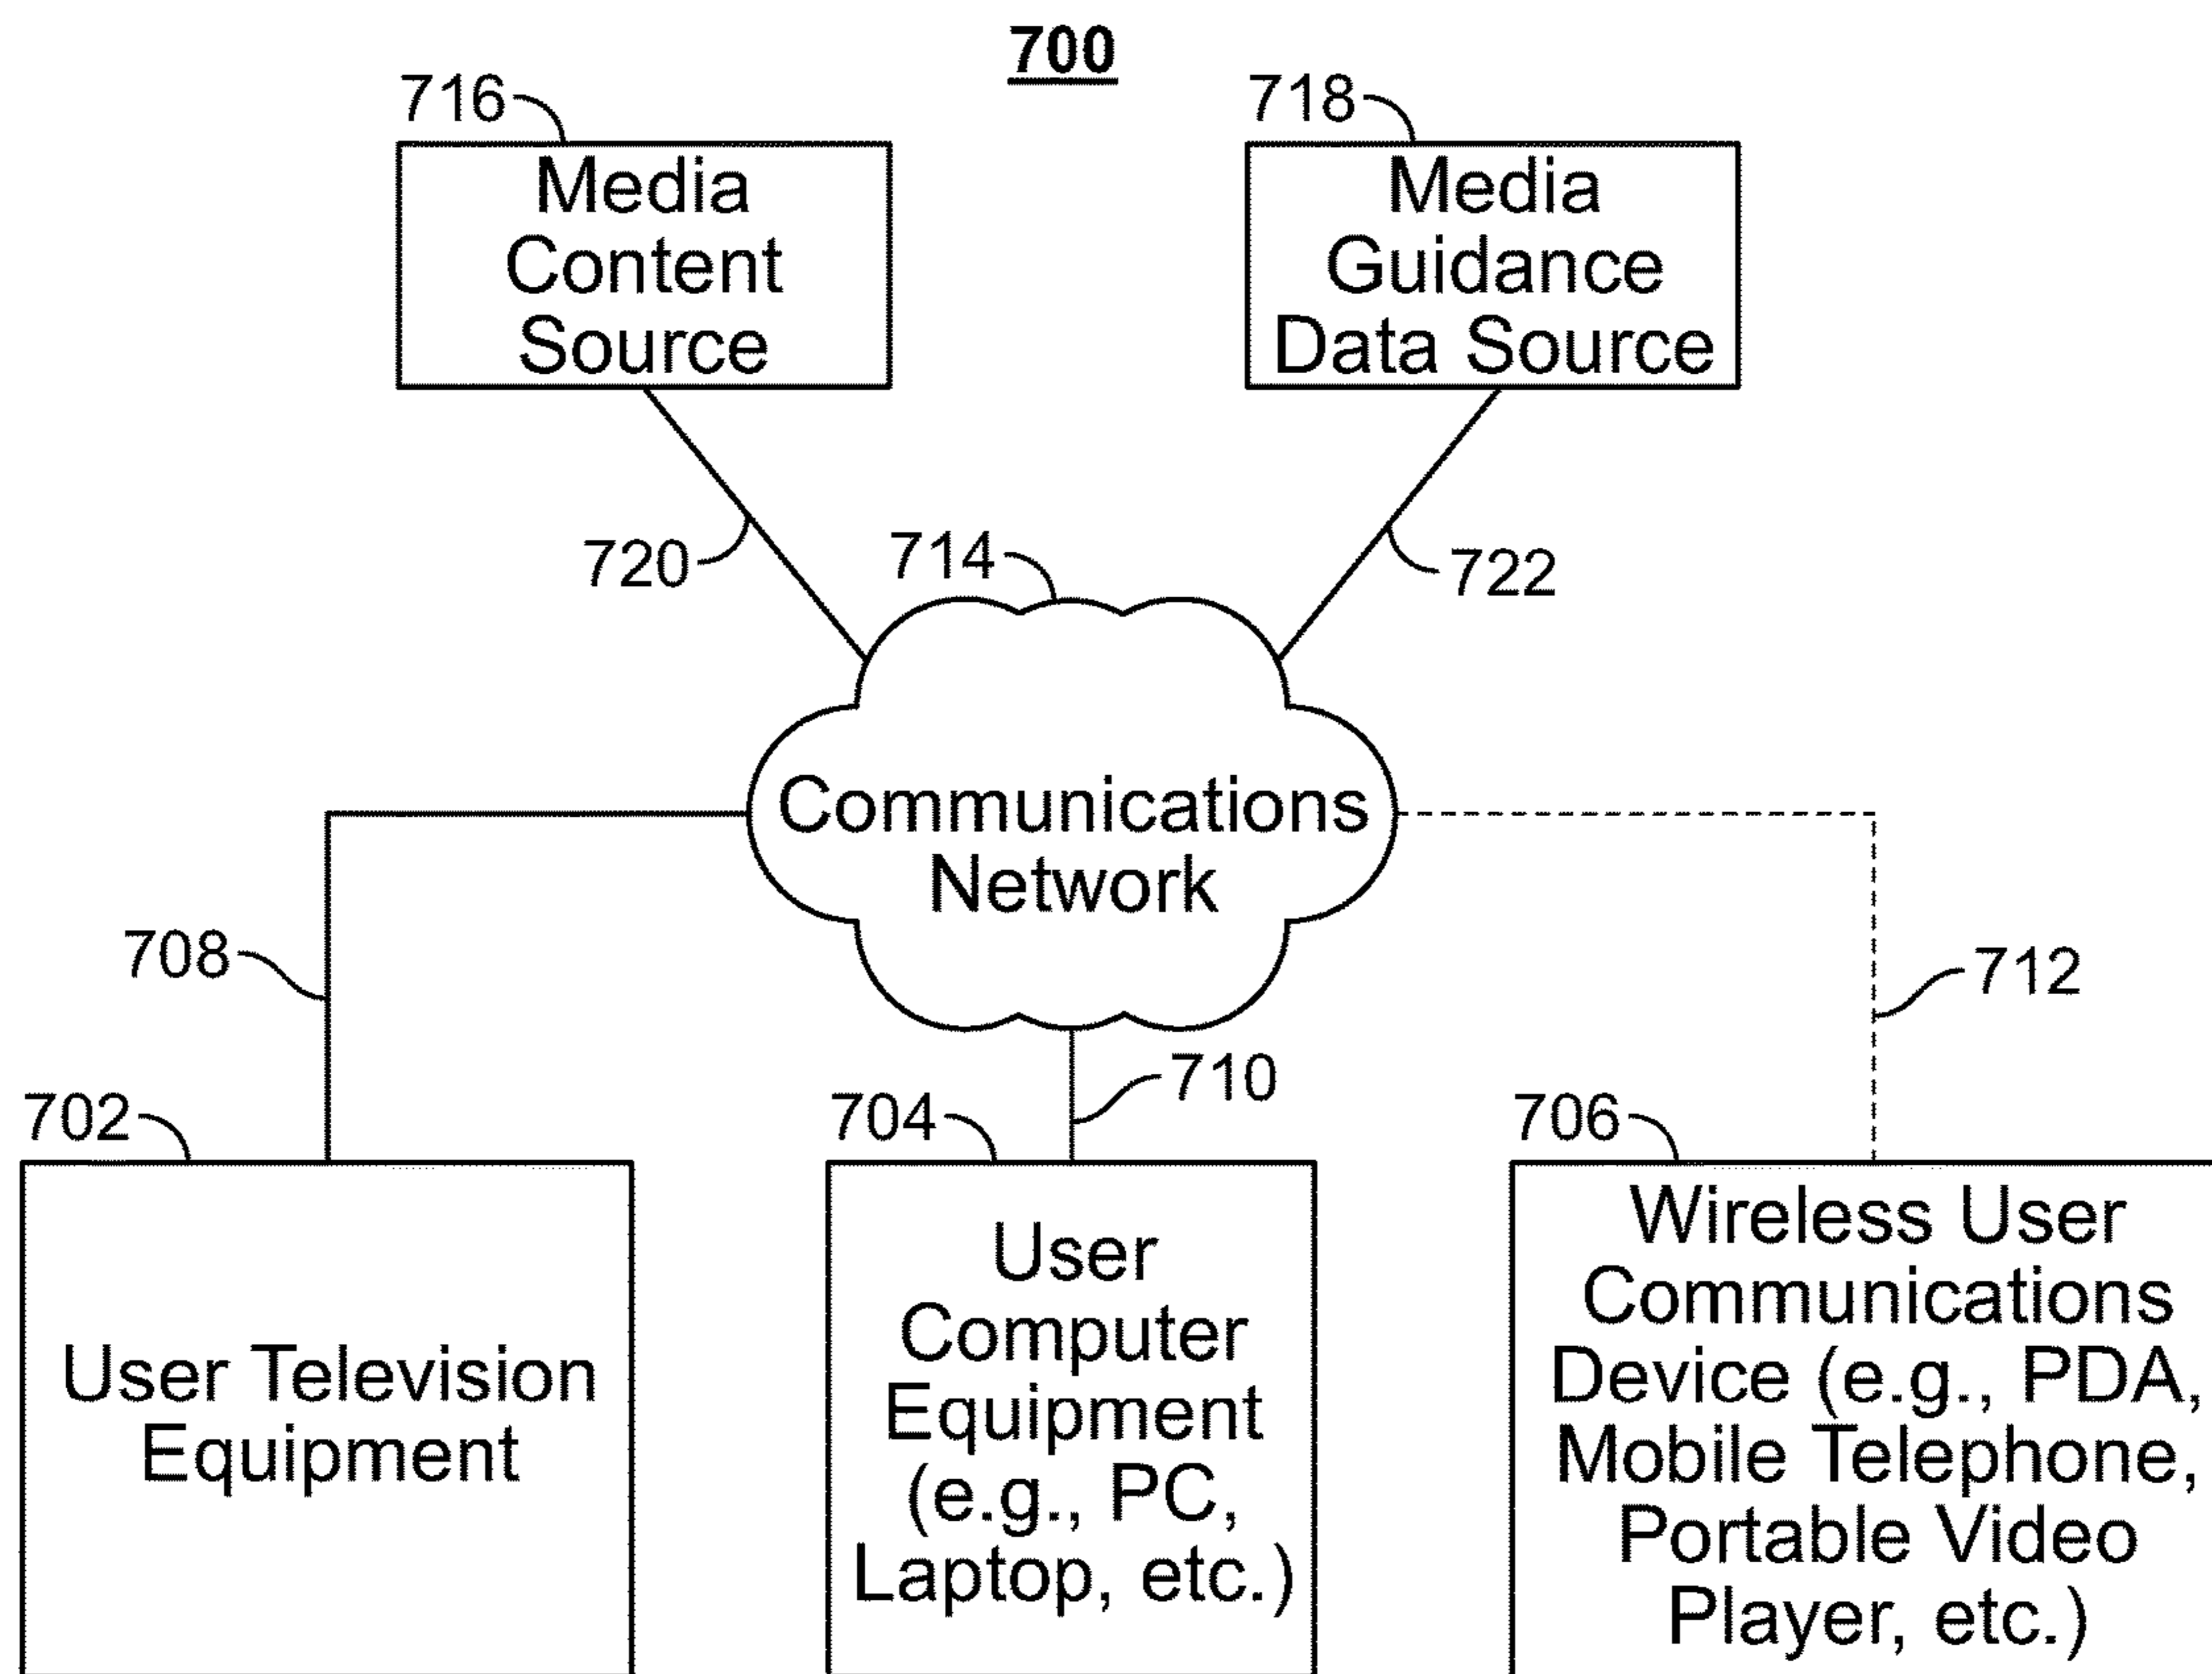 700
716
718
Media
Content
Source
Media
Guidance
Data Source
720
714
722
Communications
Network
708
712
710
702
704
706
User Television
Equipment
User
Computer
Equipment
(e.g., PC,
Laptop, etc.)
Wireless User
Communications
Device (e.g., PDA,
Mobile Telephone,
Portable Video
Player, etc.)